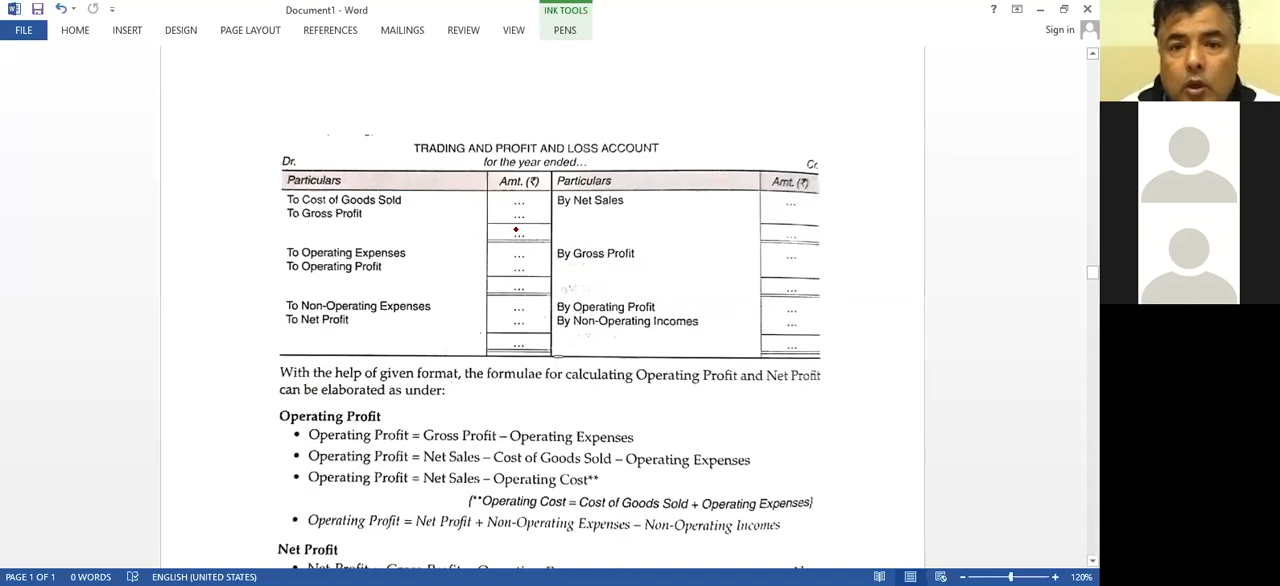 Document1 - Word
INK TOOLS
?
FILE HOME INSERT DESIGN PAGE LAYOUT REFERENCES MAILINGS REVIEW VIEW PENS
Sign in
TRADING AND PROFIT AND LOSS ACCOUNT
Dr. for the year ended... Cr.
Particulars Amt. (₹) Particulars Amt. (₹)
To Cost of Goods Sold ... By Net Sales ...
To Gross Profit ...
... ...
To Operating Expenses ... By Gross Profit ...
To Operating Profit ...
... ...
To Non-Operating Expenses ... By Operating Profit ...
To Net Profit ... By Non-Operating Incomes ...
... ...
With the help of given format, the formulae for calculating Operating Profit and Net Profit
can be elaborated as under:
Operating Profit
• Operating Profit = Gross Profit – Operating Expenses
• Operating Profit = Net Sales – Cost of Goods Sold – Operating Expenses
• Operating Profit = Net Sales – Operating Cost**
{**Operating Cost = Cost of Goods Sold + Operating Expenses}
• Operating Profit = Net Profit + Non-Operating Expenses – Non-Operating Incomes
Net Profit
PAGE 1 OF 1 0 WORDS ENGLISH (UNITED STATES) 120%